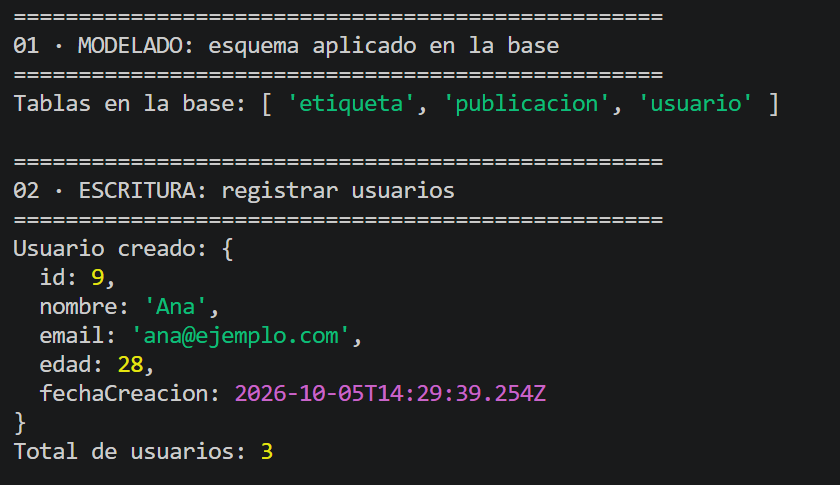 ==================================================
01 · MODELADO: esquema aplicado en la base
==================================================
Tablas en la base: [ 'etiqueta', 'publicacion', 'usuario' ]
==================================================
02 · ESCRITURA: registrar usuarios
==================================================
Usuario creado: {
  id: 9,
  nombre: 'Ana',
  email: 'ana@ejemplo.com',
  edad: 28,
  fechaCreacion: 2026-10-05T14:29:39.254Z
}
Total de usuarios: 3